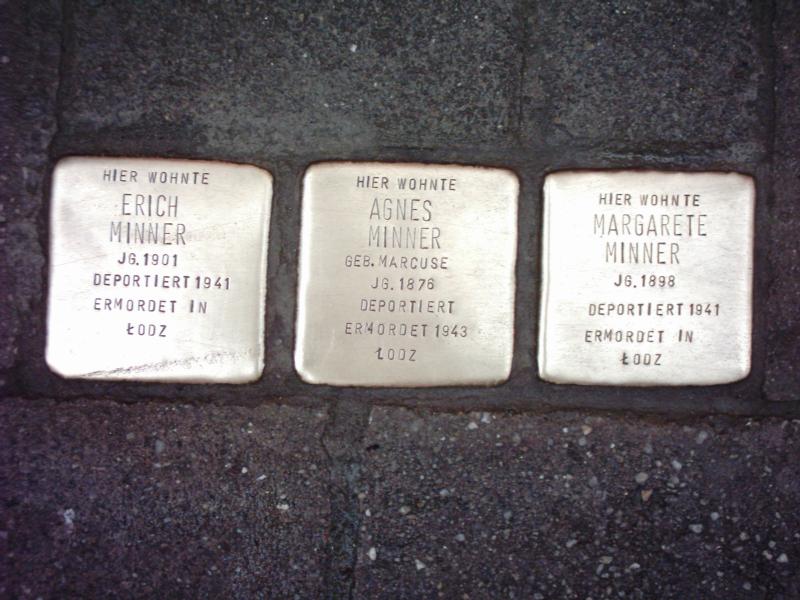 HIER WOHNTE
ERICH
MINNER
JG. 1901
DEPORTIERT 1941
ERMORDET IN
ŁODZ
HIER WOHNTE
AGNES
MINNER
GEB. MARCUSE
JG. 1876
DEPORTIERT
ERMORDET 1943
ŁODZ
HIER WOHNTE
MARGARETE
MINNER
JG. 1898
DEPORTIERT 1941
ERMORDET IN
ŁODZ